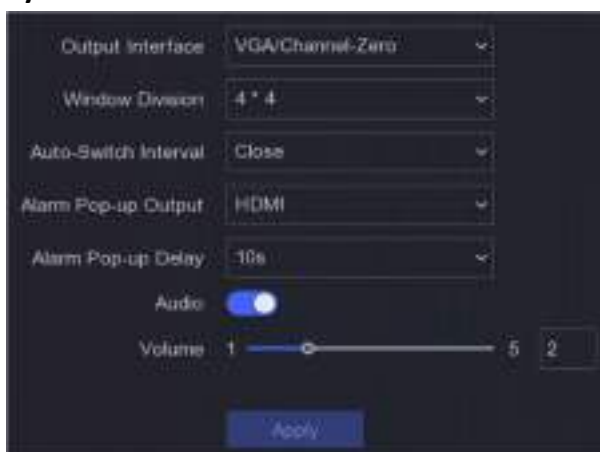 Output Interface VGA/Channel-Zero
Window Division 4 * 4
Auto-Switch Interval Close
Alarm Pop-up Output HDMI
Alarm Pop-up Delay 10s
Audio
Volume 1 5 2
Apply